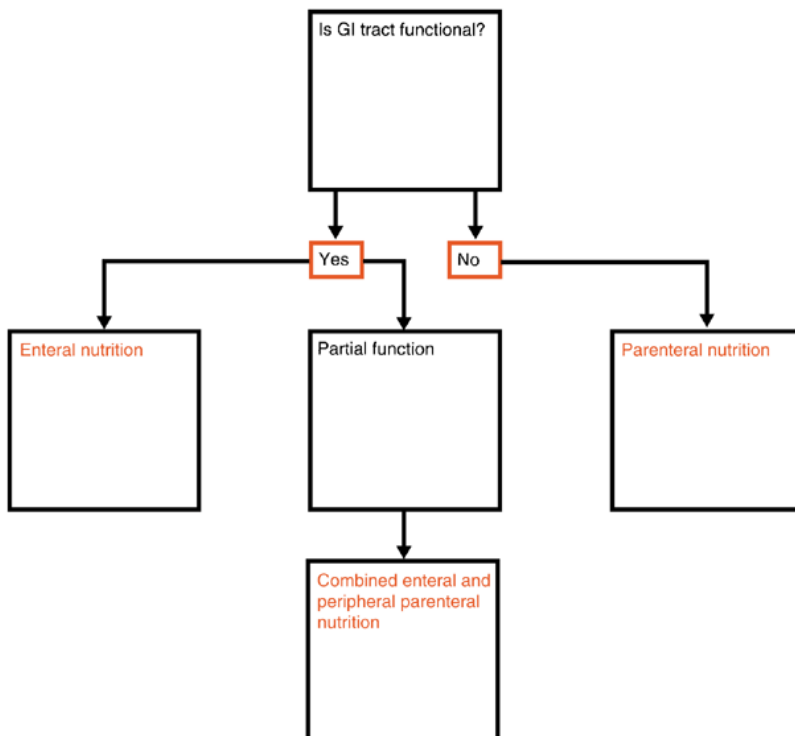 Is GI tract functional?
Yes
No
Enteral nutrition
Partial function
Parenteral nutrition
Combined enteral and
peripheral parenteral
nutrition